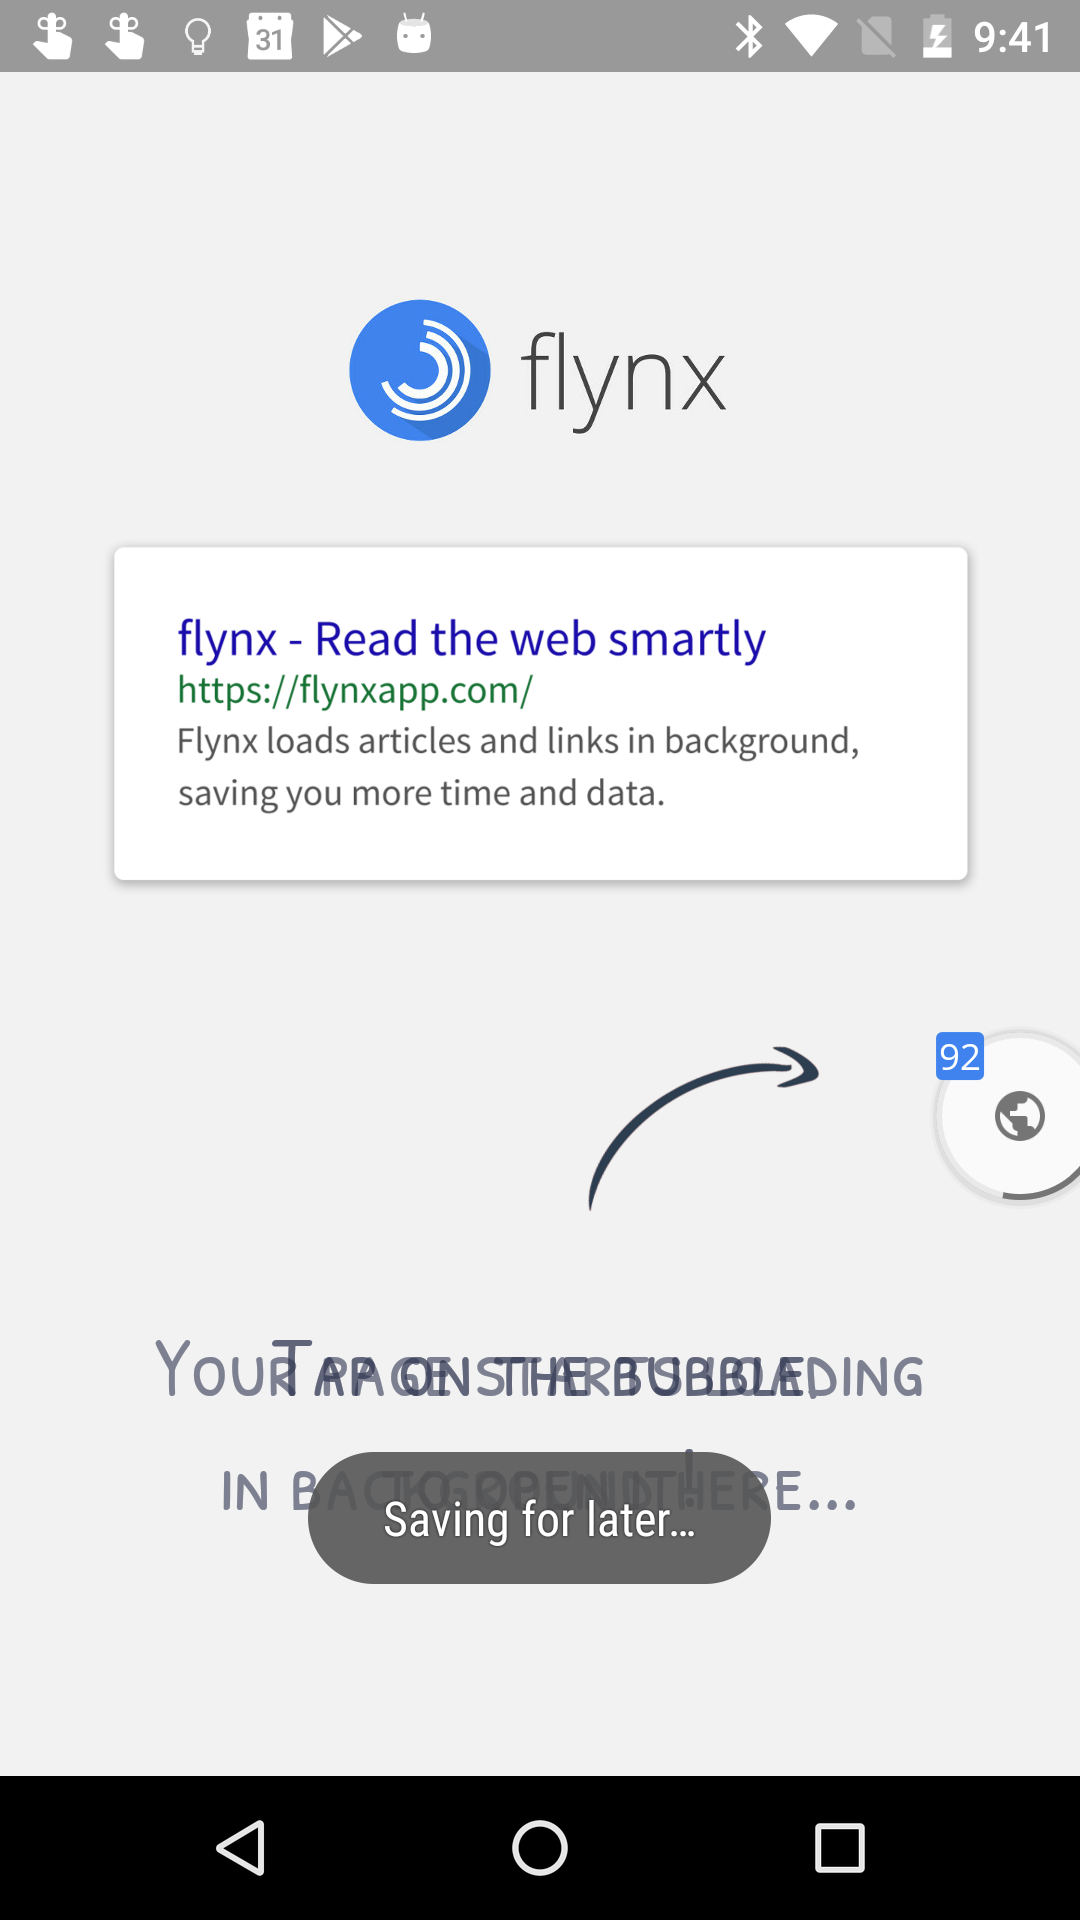 31
9:41
flynx
flynx - Read the web smartly
https://flynxapp.com/
Flynx loads articles and links in background,
saving you more time and data.
92
Your page starts loading
Tap on the bubble,
in background here...
to open it!
Saving for later...